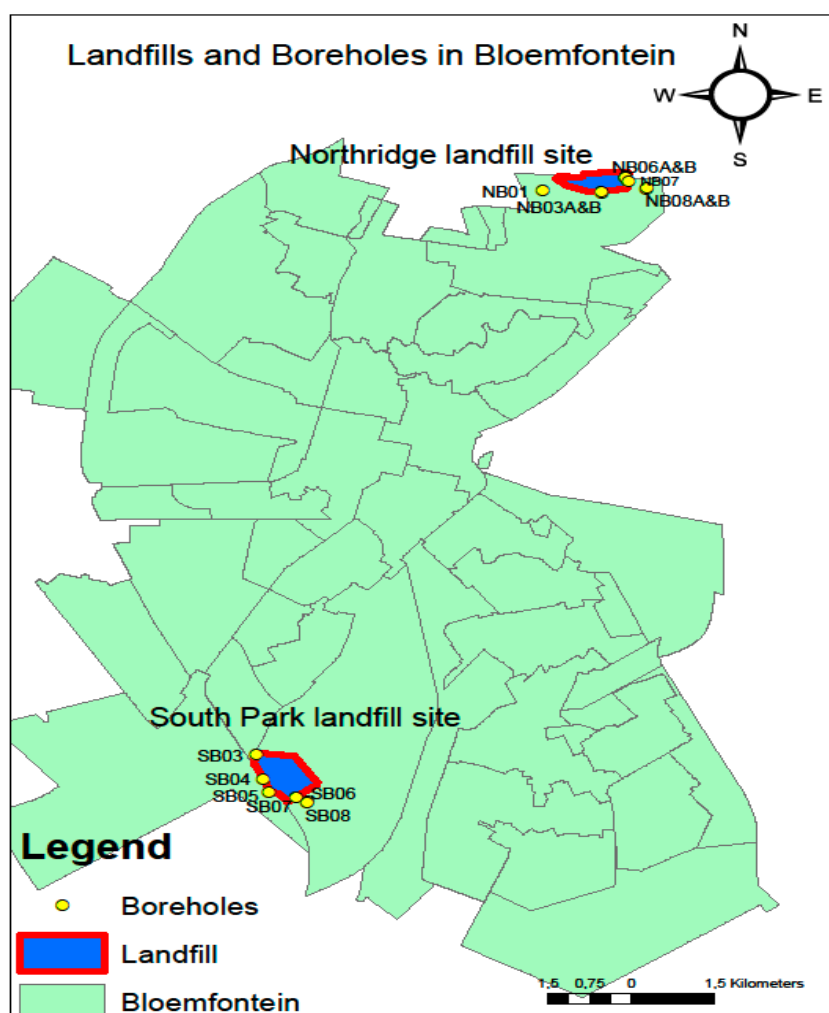 Landfills and Boreholes in Bloemfontein
N
W E
S
Northridge landfill site
NB06A&B
NB07
NB01
NB03A&B
NB08A&B
South Park landfill site
SB03
SB04
SB05
SB06
SB07
SB08
Legend
Boreholes
Landfill
Bloemfontein
1,5 0,75 0 1,5 Kilometers